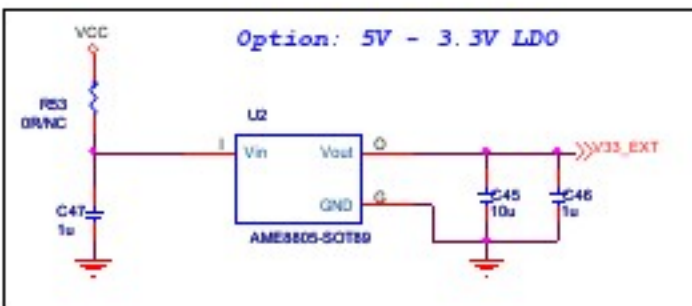 VCC
Option: 5V - 3.3V LDO
R53
0R/NC
U2
I
Vin
Vout
O
V33_EXT
C47
1u
GND
G
C45
10u
C46
1u
AME8805-SOT89